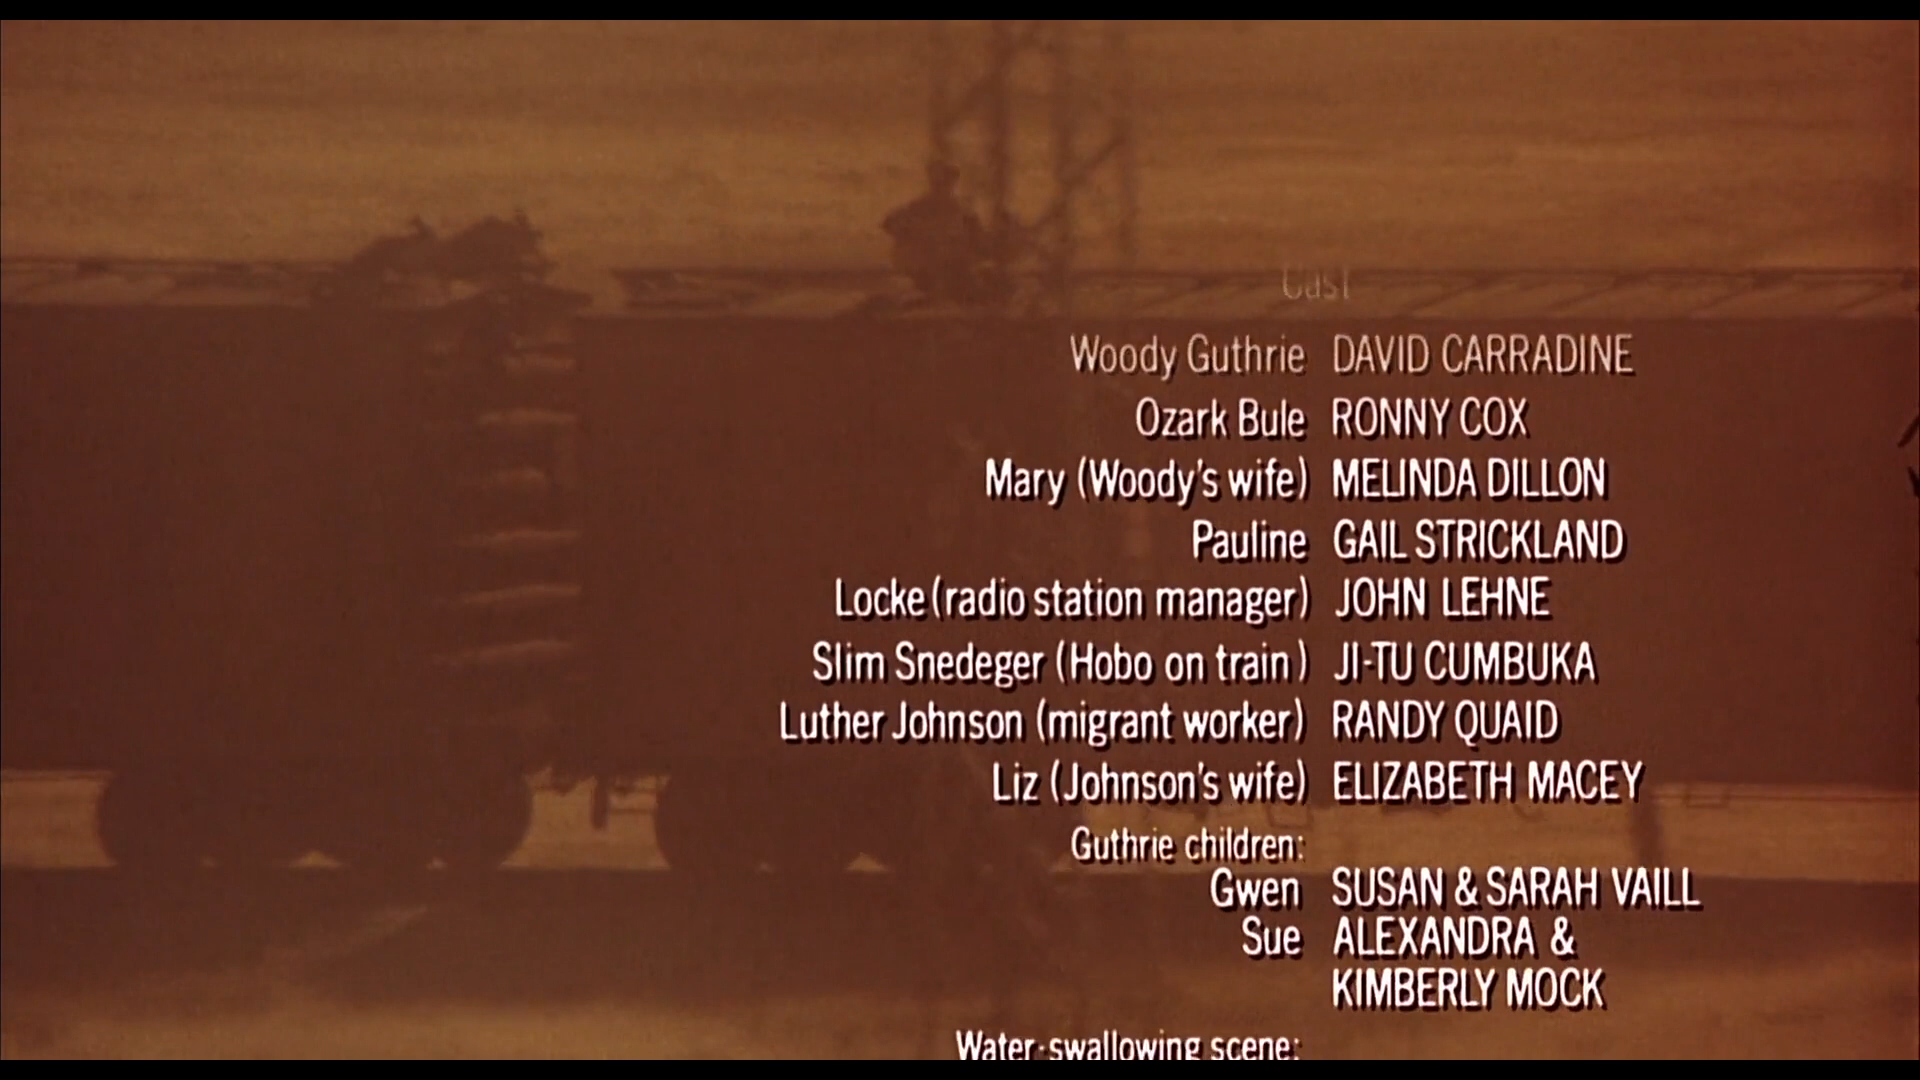 Cast
Woody Guthrie DAVID CARRADINE
Ozark Bule RONNY COX
Mary (Woody's wife) MELINDA DILLON
Pauline GAIL STRICKLAND
Locke (radio station manager) JOHN LEHNE
Slim Snedeger (Hobo on train) JI-TU CUMBUKA
Luther Johnson (migrant worker) RANDY QUAID
Liz (Johnson's wife) ELIZABETH MACEY
Guthrie children:
Gwen SUSAN & SARAH VAILL
Sue ALEXANDRA &
KIMBERLY MOCK
Water-swallowing scene: